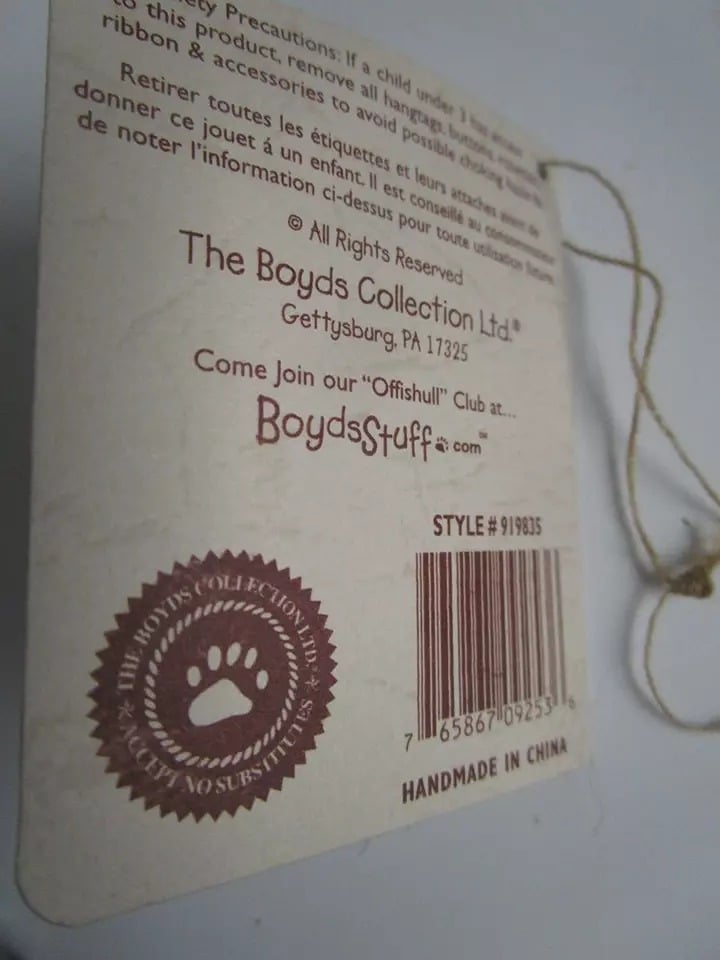 ety Precautions: If a child under 3 has access
to this product, remove all hangtags, buttons,
ribbon & accessories to avoid possible choking
Retirer toutes les étiquettes et leurs attaches avant de
donner ce jouet á un enfant. Il est conseillé au consommateur
de noter l'information ci-dessus pour toute utilisation future.
© All Rights Reserved
The Boyds Collection Ltd.®
Gettysburg, PA 17325
Come Join our "Offishull" Club at...
BoydsStuff.com™
STYLE # 919835
7 65867 09253 6
HANDMADE IN CHINA
THE BOYDS COLLECTION LTD.
ACCEPT NO SUBSTITUTES